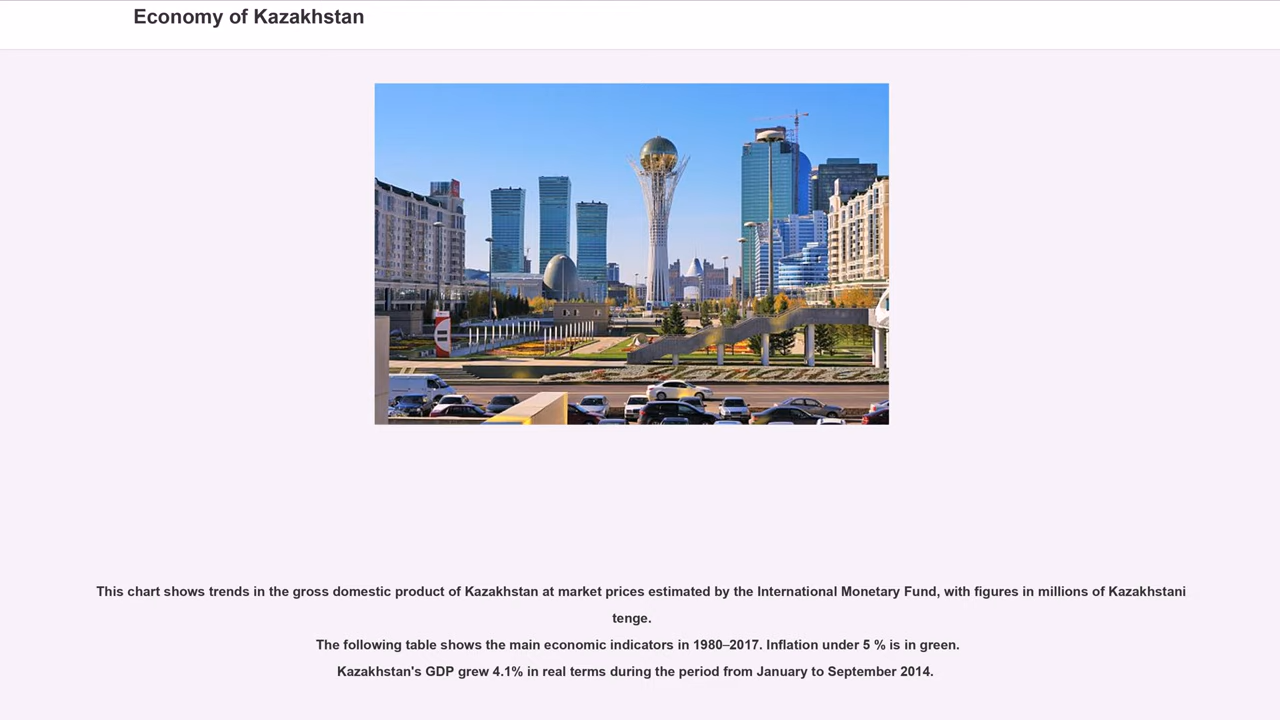 Economy of Kazakhstan
This chart shows trends in the gross domestic product of Kazakhstan at market prices estimated by the International Monetary Fund, with figures in millions of Kazakhstani
tenge.
The following table shows the main economic indicators in 1980–2017. Inflation under 5 % is in green.
Kazakhstan's GDP grew 4.1% in real terms during the period from January to September 2014.